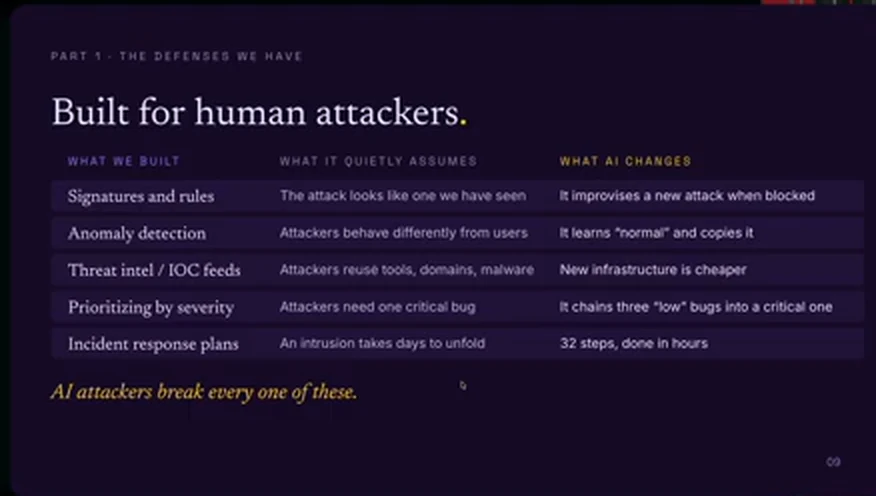 PART 1 · THE DEFENSES WE HAVE
Built for human attackers.
WHAT WE BUILT WHAT IT QUIETLY ASSUMES WHAT AI CHANGES
Signatures and rules The attack looks like one we have seen It improvises a new attack when blocked
Anomaly detection Attackers behave differently from users It learns “normal” and copies it
Threat intel / IOC feeds Attackers reuse tools, domains, malware New infrastructure is cheaper
Prioritizing by severity Attackers need one critical bug It chains three “low” bugs into a critical one
Incident response plans An intrusion takes days to unfold 32 steps, done in hours
AI attackers break every one of these.
09